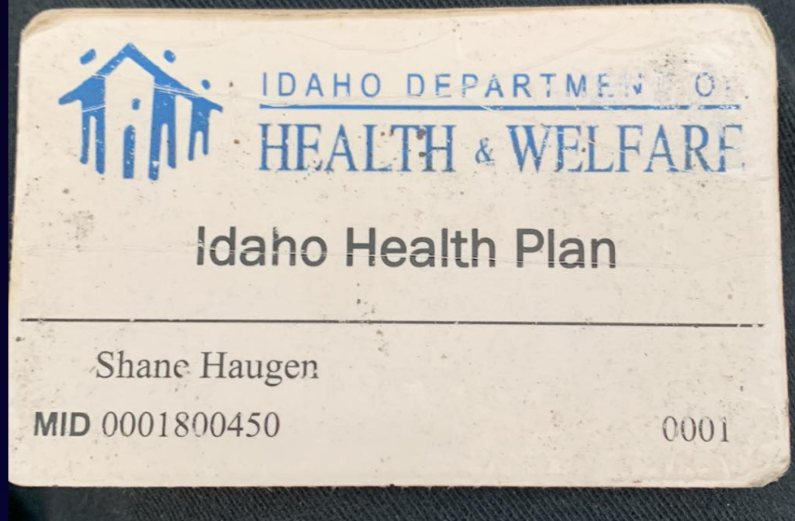 IDAHO DEPARTMENT OF
HEALTH & WELFARE
Idaho Health Plan
Shane Haugen
MID 0001800450
0001